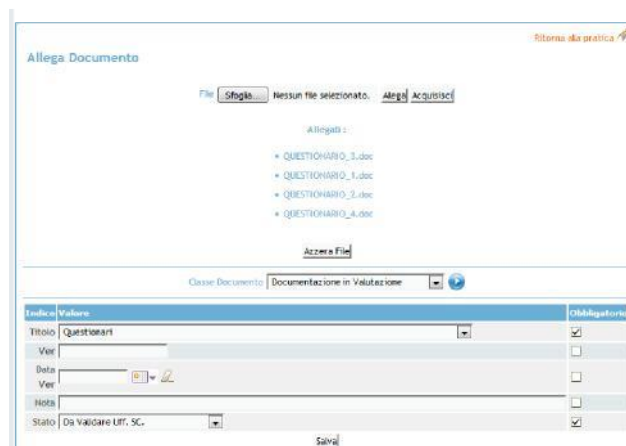 Ritorna alla pratica
Allega Documento
File Sfoglia... Nessun file selezionato. Allega Acquisisci
Allegati :
QUESTIONARIO_3.doc
QUESTIONARIO_1.doc
QUESTIONARIO_2.doc
QUESTIONARIO_4.doc
Azzera File
Classe Documento Documentazione in Valutazione
Indice Valore Obbligatorio
Titolo Questionari
Ver
Data
Ver
Nota
Stato Da Validare Uff. SC.
Salva